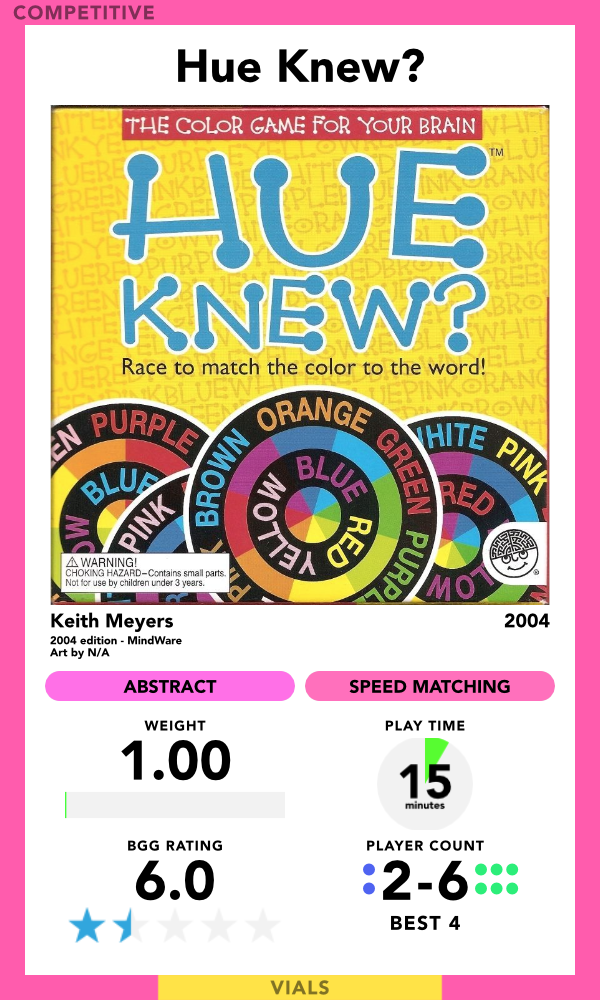 COMPETITIVE
Hue Knew?
THE COLOR GAME FOR YOUR BRAIN
HUE
TM
KNEW?
Race to match the color to the word!
PURPLE
BLUE
PINK
BROWN ORANGE GREEN
YELLOW BLUE RED
WHITE PINK
RED
⚠ WARNING!
CHOKING HAZARD—Contains small parts.
Not for use by children under 3 years.
®
Keith Meyers
2004
2004 edition - MindWare
Art by N/A
ABSTRACT
SPEED MATCHING
WEIGHT
1.00
PLAY TIME
15
minutes
BGG RATING
6.0
PLAYER COUNT
2-6
BEST 4
VIALS